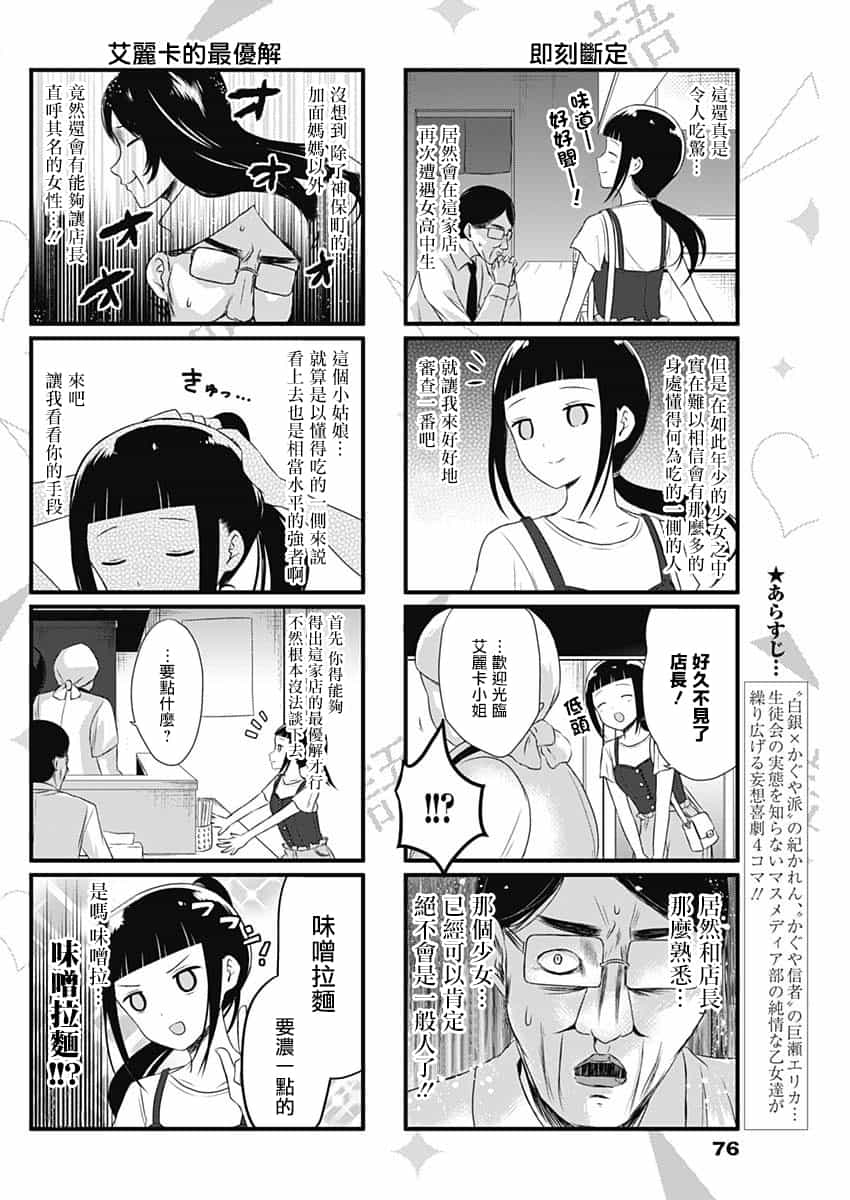 即刻斷定
這還真是
令人吃驚…
味道—
好好聞—!
居然會在這家店
再次遭遇女高中生
但是 在如此年少的少女之中
實在難以相信會有那麼多的
身處懂得何為吃的一側的人
就讓我來好好地
審查一番吧
好久不見了
店長!
低頭
…歡迎光臨
艾麗卡小姐
!!?
居然和店長
那麼熟悉…
那個少女…
已經可以肯定
絕不會是一般人了!!
艾麗卡的最優解
沒想到 除了神保町的
加面媽媽以外
竟然還會有能夠讓店長
直呼其名的女性…!!
オオオオ
這個小姑娘…
就算是以懂得吃的一側來說
看上去也是相當水平的強者啊
きゅっ…
來吧
讓我看看你的手段
首先 你得能夠
得出這家店的最優解才行
不然根本沒法談下去
…要點什麼?
味噌拉麵
要濃一點的
フフン
是嗎 味噌拉…
味噌拉麵!!?
★あらすじ…
“白銀×かぐや派”の紀かれん、“かぐや信者”の巨瀬エリカ…
生徒会の実態を知らないマスメディア部の純情な乙女達が
繰り広げる妄想喜劇4コマ!!
76